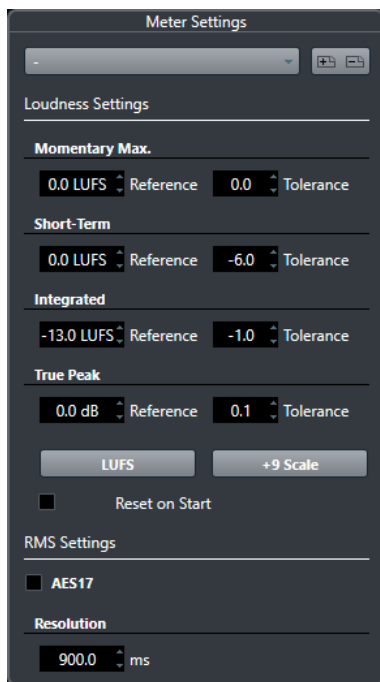 Meter Settings
-
Loudness Settings
Momentary Max.
0.0 LUFS Reference 0.0 Tolerance
Short-Term
0.0 LUFS Reference -6.0 Tolerance
Integrated
-13.0 LUFS Reference -1.0 Tolerance
True Peak
0.0 dB Reference 0.1 Tolerance
LUFS +9 Scale
Reset on Start
RMS Settings
AES17
Resolution
900.0 ms